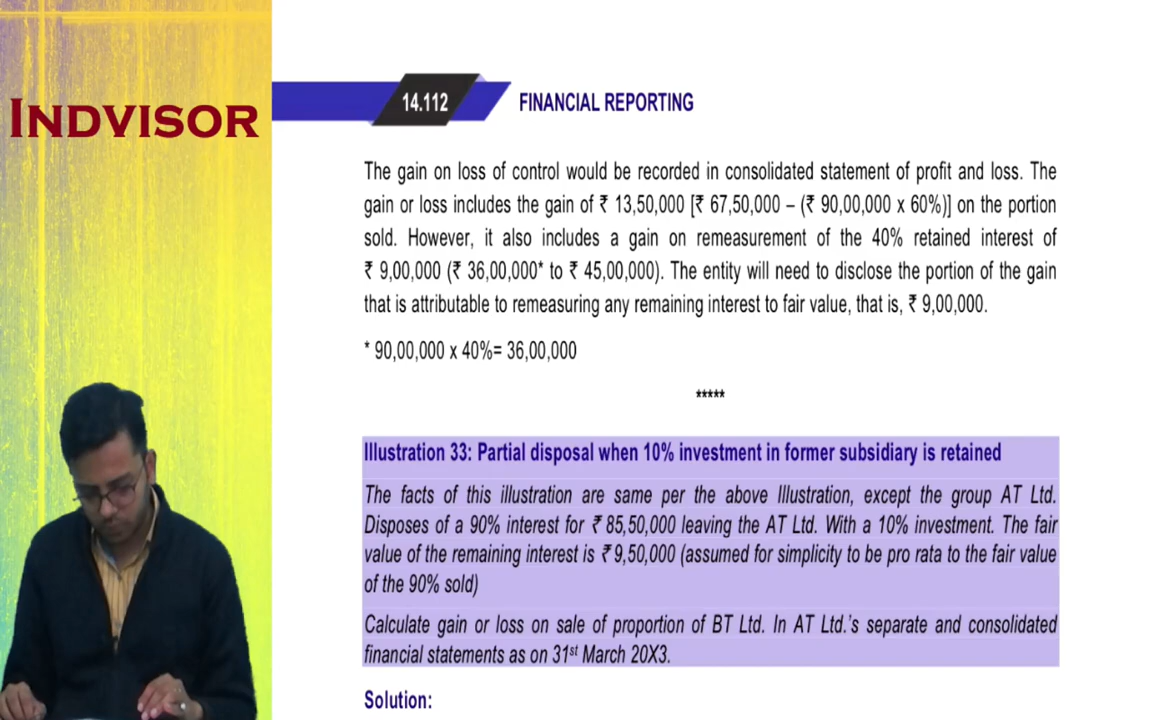 INDVISOR
14.112 FINANCIAL REPORTING
The gain on loss of control would be recorded in consolidated statement of profit and loss. The
gain or loss includes the gain of ₹ 13,50,000 [₹ 67,50,000 – (₹ 90,00,000 x 60%)] on the portion
sold. However, it also includes a gain on remeasurement of the 40% retained interest of
₹ 9,00,000 (₹ 36,00,000* to ₹ 45,00,000). The entity will need to disclose the portion of the gain
that is attributable to remeasuring any remaining interest to fair value, that is, ₹ 9,00,000.
* 90,00,000 x 40%= 36,00,000
*****
Illustration 33: Partial disposal when 10% investment in former subsidiary is retained
The facts of this illustration are same per the above Illustration, except the group AT Ltd.
Disposes of a 90% interest for ₹ 85,50,000 leaving the AT Ltd. With a 10% investment. The fair
value of the remaining interest is ₹ 9,50,000 (assumed for simplicity to be pro rata to the fair value
of the 90% sold)
Calculate gain or loss on sale of proportion of BT Ltd. In AT Ltd.'s separate and consolidated
financial statements as on 31st March 20X3.
Solution: